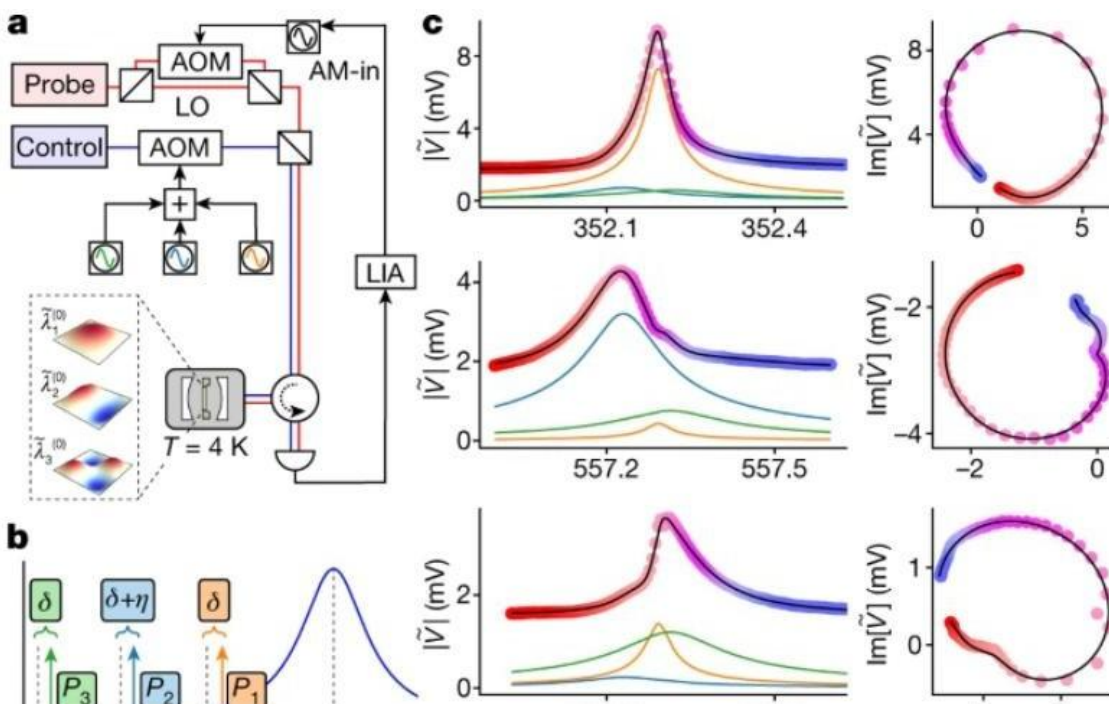 a
AOM
AM-in
Probe
LO
Control
AOM
+
LIA
λ̃₁⁽⁰⁾
λ̃₂⁽⁰⁾
λ̃₃⁽⁰⁾
T = 4 K
b
δ
δ+η
δ
P₃
P₂
P₁
c
|Ṽ| (mV)
8
4
0
352.1
352.4
Im[Ṽ] (mV)
8
4
0
5
|Ṽ| (mV)
4
2
0
557.2
557.5
Im[Ṽ] (mV)
−2
−4
−2
0
|Ṽ| (mV)
2
0
Im[Ṽ] (mV)
1
0